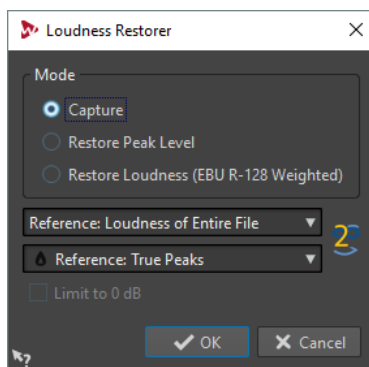 Loudness Restorer
Mode
Capture
Restore Peak Level
Restore Loudness (EBU R-128 Weighted)
Reference: Loudness of Entire File
2
Reference: True Peaks
Limit to 0 dB
OK
Cancel
?